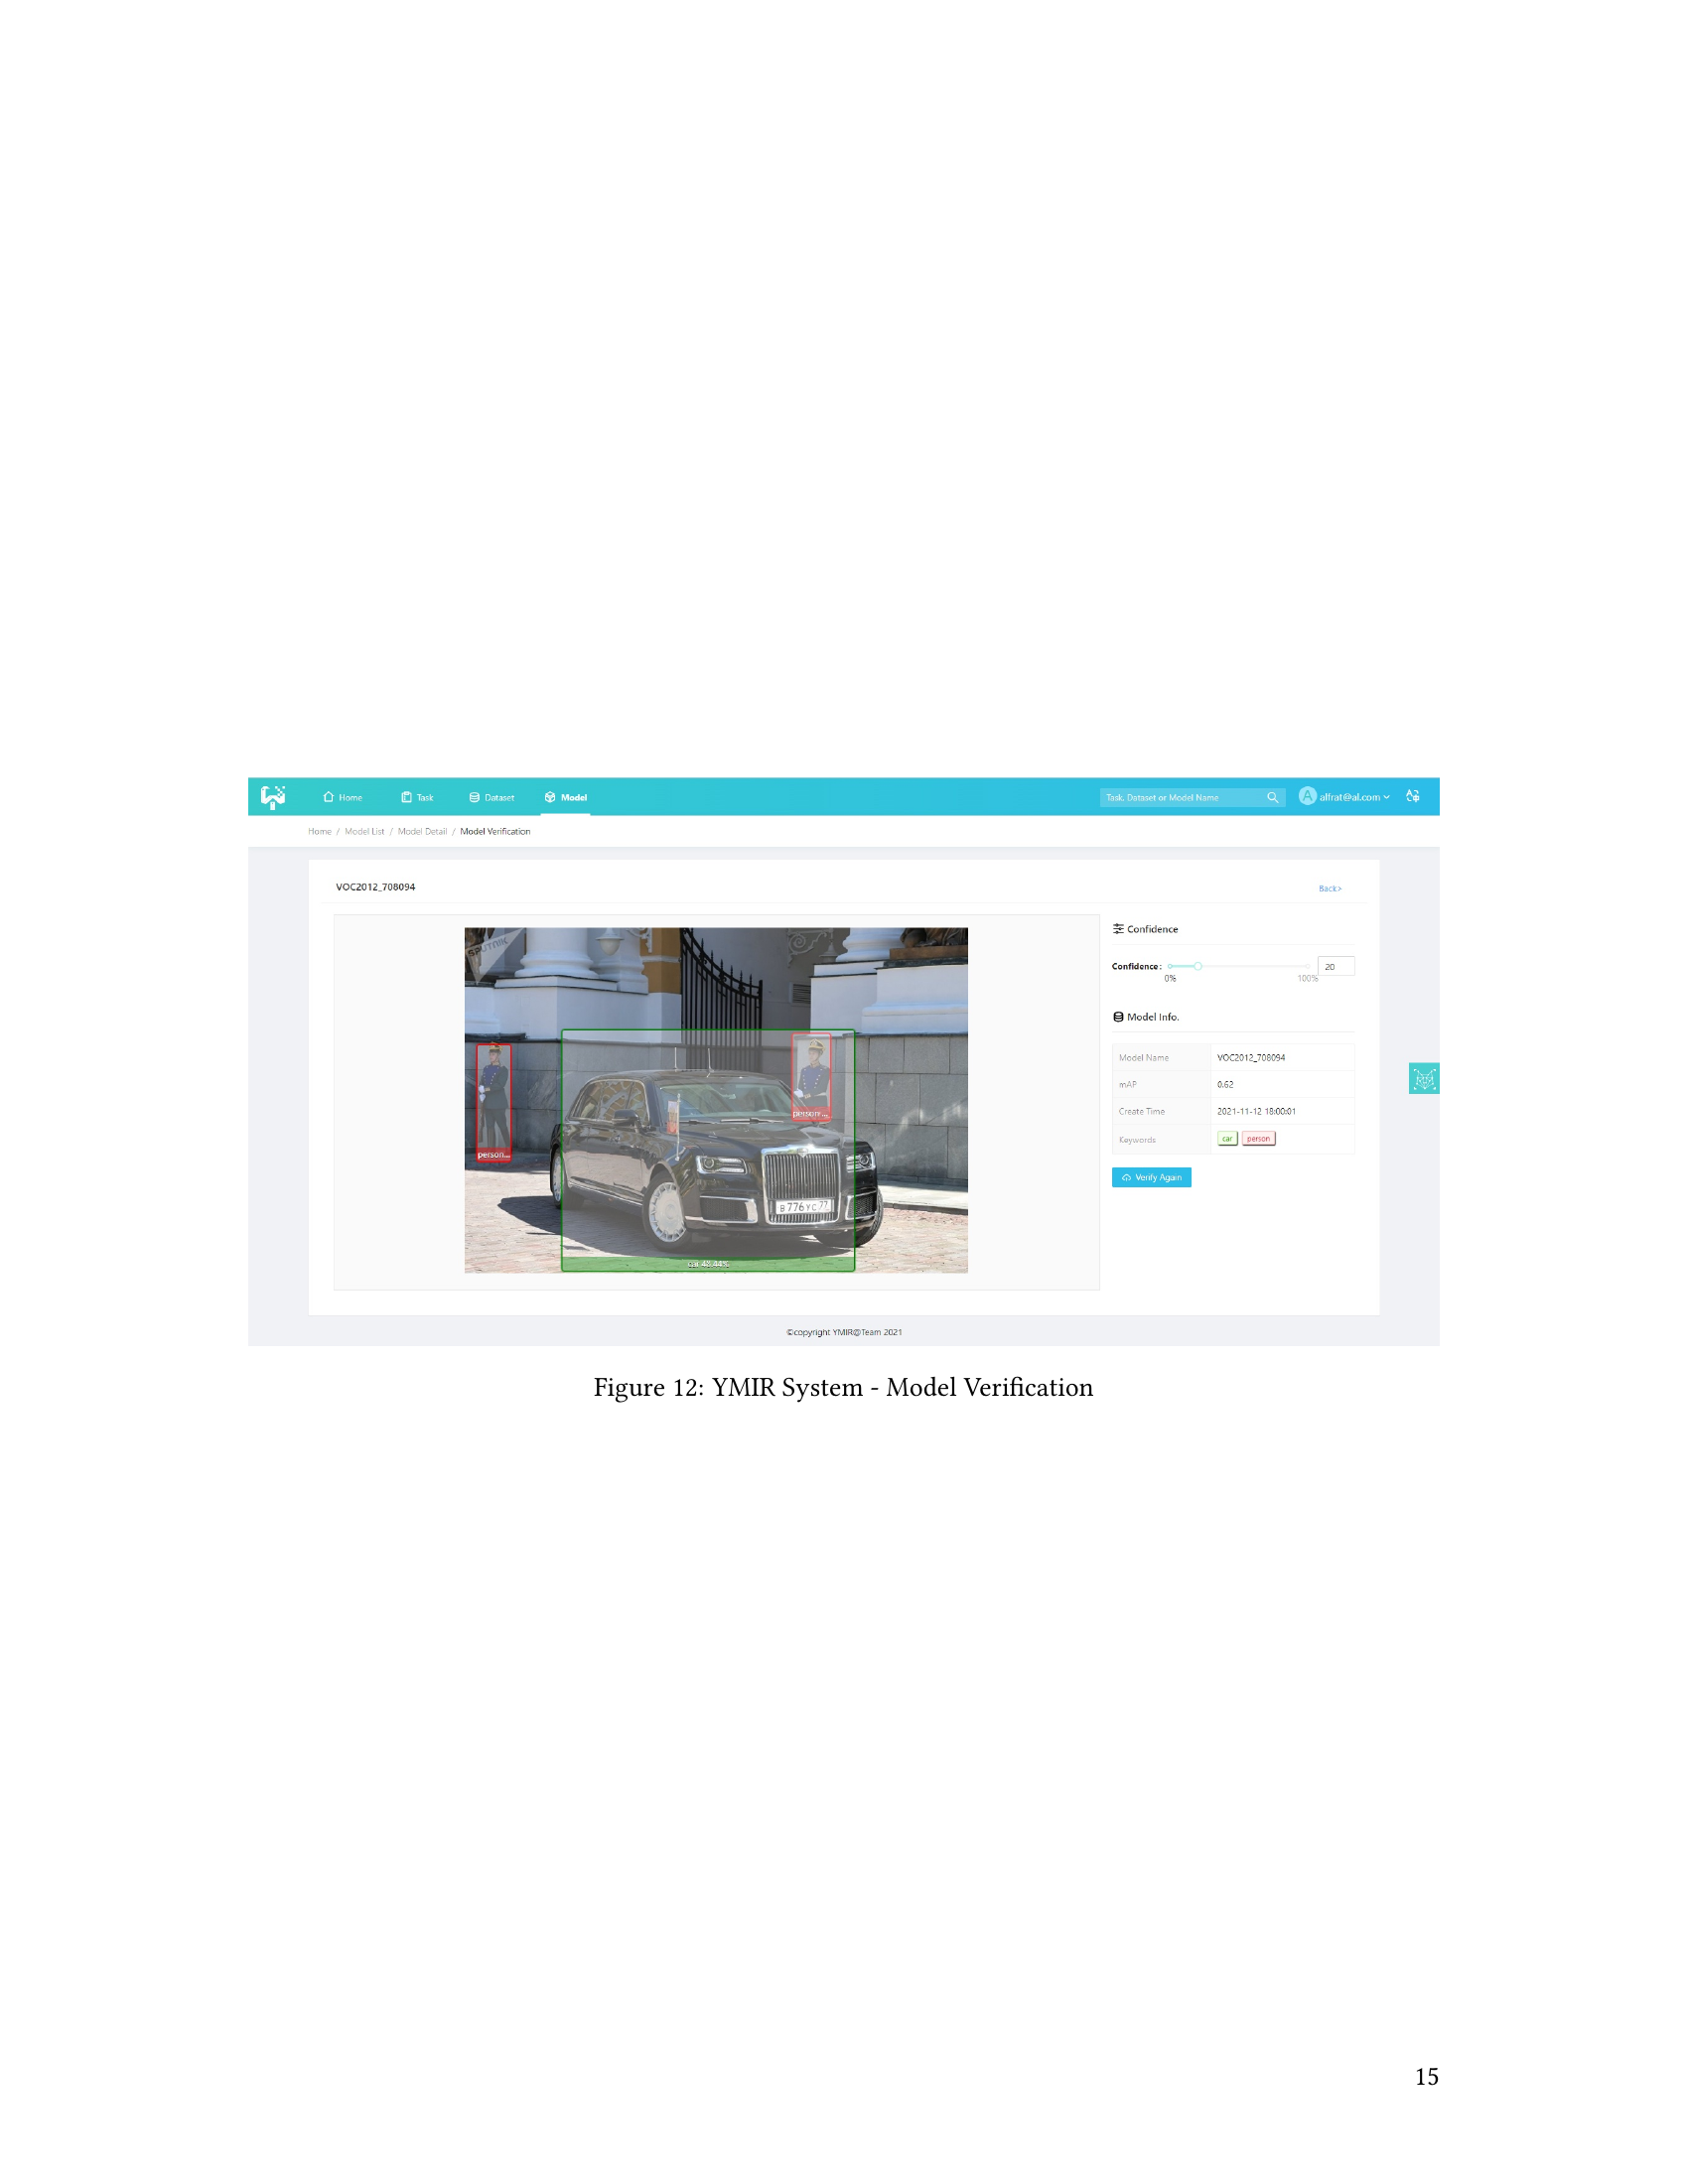 Home Task Dataset Model Task, Dataset or Model Name A alfrat@al.com
Home / Model List / Model Detail / Model Verification
VOC2012_708094
Back>
SPUTNIK
person...
person...
B 776 YC 77
car 48.44%
Confidence
Confidence: 20
0% 100%
Model Info.
Model Name VOC2012_708094
mAP 0.62
Create Time 2021-11-12 18:00:01
Keywords car person
Verify Again
©copyright YMIR@Team 2021
Figure 12: YMIR System - Model Verification
15